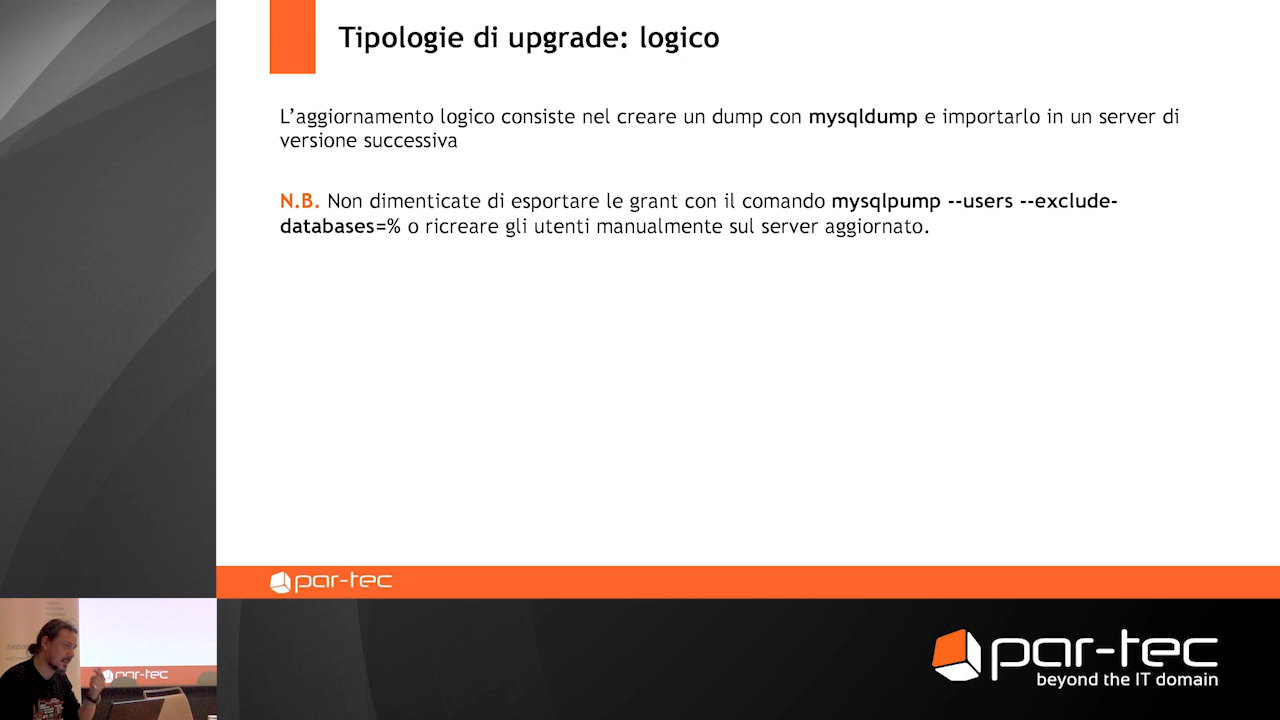 Tipologie di upgrade: logico
L’aggiornamento logico consiste nel creare un dump con mysqldump e importarlo in un server di
versione successiva
N.B. Non dimenticate di esportare le grant con il comando mysqlpump --users --exclude-
databases=% o ricreare gli utenti manualmente sul server aggiornato.
par-tec
par-tec
par-tec
beyond the IT domain